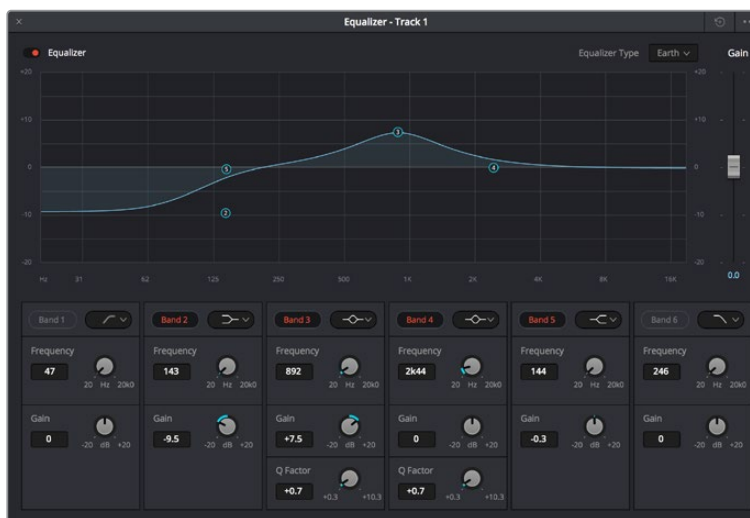 Equalizer - Track 1
Equalizer
Equalizer Type
Earth
Gain
+20
+20
+10
+10
0
0
-10
-10
-20
-20
3
5
4
2
Hz 31 62 125 250 500 1K 2K 4K 8K 16K
0.0
Band 1
Band 2
Band 3
Band 4
Band 5
Band 6
Frequency
Frequency
Frequency
Frequency
Frequency
Frequency
47
143
892
2k44
144
246
20 Hz 20k0
20 Hz 20k0
20 Hz 20k0
20 Hz 20k0
20 Hz 20k0
20 Hz 20k0
Gain
Gain
Gain
Gain
Gain
Gain
0
-9.5
+7.5
0
-0.3
0
-20 dB +20
-20 dB +20
-20 dB +20
-20 dB +20
-20 dB +20
-20 dB +20
Q Factor
Q Factor
+0.7
+0.7
+0.3 +10.3
+0.3 +10.3